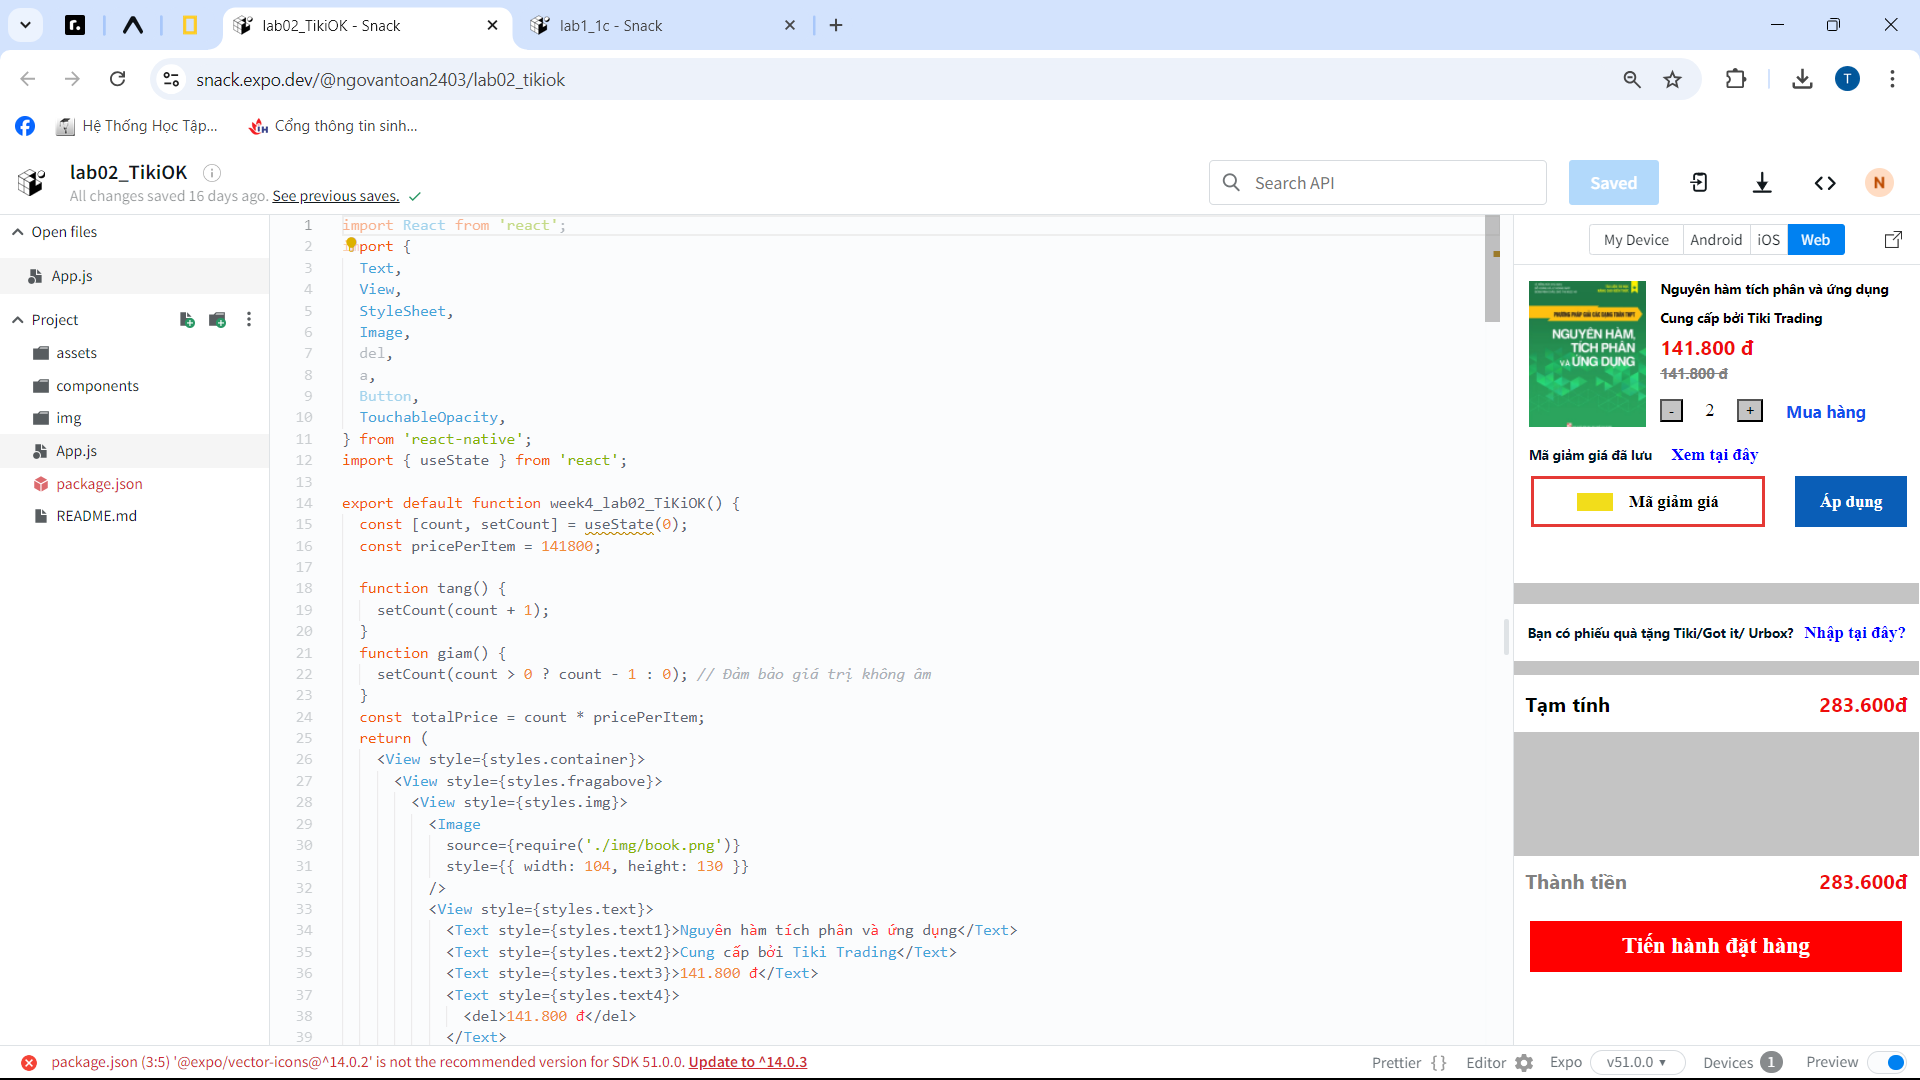 lab02_TikiOK - Snack
lab1_1c - Snack
snack.expo.dev/@ngovantoan2403/lab02_tikiok
T
Hệ Thống Học Tập...
Cổng thông tin sinh...
lab02_TikiOK
All changes saved 16 days ago. See previous saves.
Search API
Saved
N
Open files
App.js
Project
assets
components
img
App.js
package.json
README.md
1 import React from 'react';
2 import {
3 Text,
4 View,
5 StyleSheet,
6 Image,
7 del,
8 a,
9 Button,
10 TouchableOpacity,
11 } from 'react-native';
12 import { useState } from 'react';
13
14 export default function week4_lab02_TiKiOK() {
15 const [count, setCount] = useState(0);
16 const pricePerItem = 141800;
17
18 function tang() {
19 setCount(count + 1);
20 }
21 function giam() {
22 setCount(count > 0 ? count - 1 : 0); // Đảm bảo giá trị không âm
23 }
24 const totalPrice = count * pricePerItem;
25 return (
26 <View style={styles.container}>
27 <View style={styles.fragabove}>
28 <View style={styles.img}>
29 <Image
30 source={require('./img/book.png')}
31 style={{ width: 104, height: 130 }}
32 />
33 <View style={styles.text}>
34 <Text style={styles.text1}>Nguyên hàm tích phân và ứng dụng</Text>
35 <Text style={styles.text2}>Cung cấp bởi Tiki Trading</Text>
36 <Text style={styles.text3}>141.800 đ</Text>
37 <Text style={styles.text4}>
38 <del>141.800 đ</del>
39 </Text>
My Device
Android
iOS
Web
PHƯƠNG PHÁP GIẢI CÁC DẠNG TOÁN THPT
NGUYÊN HÀM,
TÍCH PHÂN
VÀ ỨNG DỤNG
Nguyên hàm tích phân và ứng dụng
Cung cấp bởi Tiki Trading
141.800 đ
141.800 đ
- 2 + Mua hàng
Mã giảm giá đã lưu Xem tại đây
Mã giảm giá
Áp dụng
Bạn có phiếu quà tặng Tiki/Got it/ Urbox? Nhập tại đây?
Tạm tính 283.600đ
Thành tiền 283.600đ
Tiến hành đặt hàng
package.json (3:5) '@expo/vector-icons@^14.0.2' is not the recommended version for SDK 51.0.0. Update to ^14.0.3
Prettier {}
Editor
Expo v51.0.0
Devices 1
Preview